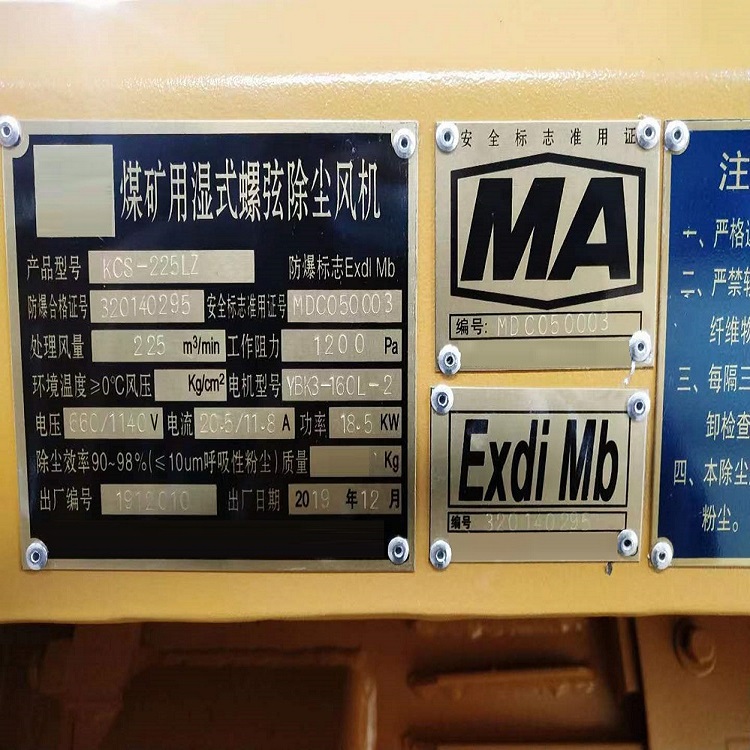 煤矿用湿式螺弦除尘风机
产品型号 KCS-225LZ 防爆标志ExdI Mb
防爆合格证号 320140295 安全标志准用证号 MDC050003
处理风量 225 m³/min 工作阻力 1200 Pa
环境温度≥0℃风压 Kg/cm² 电机型号 YBK3-160L-2
电压 660/1140 V 电流 20.5/11.8 A 功率 18.5 KW
除尘效率90~98%(≤10um呼吸性粉尘)质量 Kg
出厂编号 1912010 出厂日期 2019 年 12 月
安全标志准用证
MA
编号: MDC050003
Exdi Mb
编号 320140295
注
一、严格
二、严禁
纤维物
三、每隔三
卸检查
四、本除尘
粉尘。